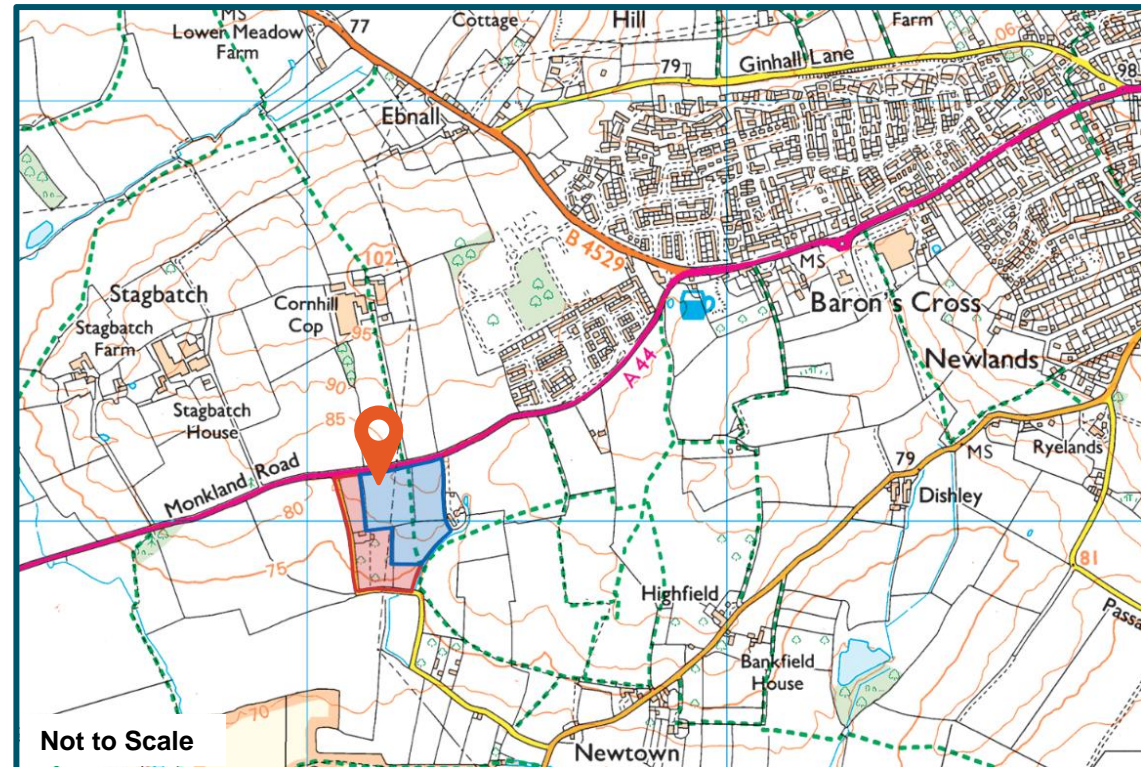 MS
Lower Meadow
Farm
77
Cottage
Hill
Farm
79
Ginhall Lane
90
98
Ebnall
B 4529
102
Stagbatch
Cornhill
Cop
95
Stagbatch
Farm
MS
Baron's Cross
A 44
Newlands
90
85
Stagbatch
House
Ryelands
MS
79
Dishley
Monkland Road
80
75
81
Highfield
Bankfield
House
70
Newtown
Not to Scale